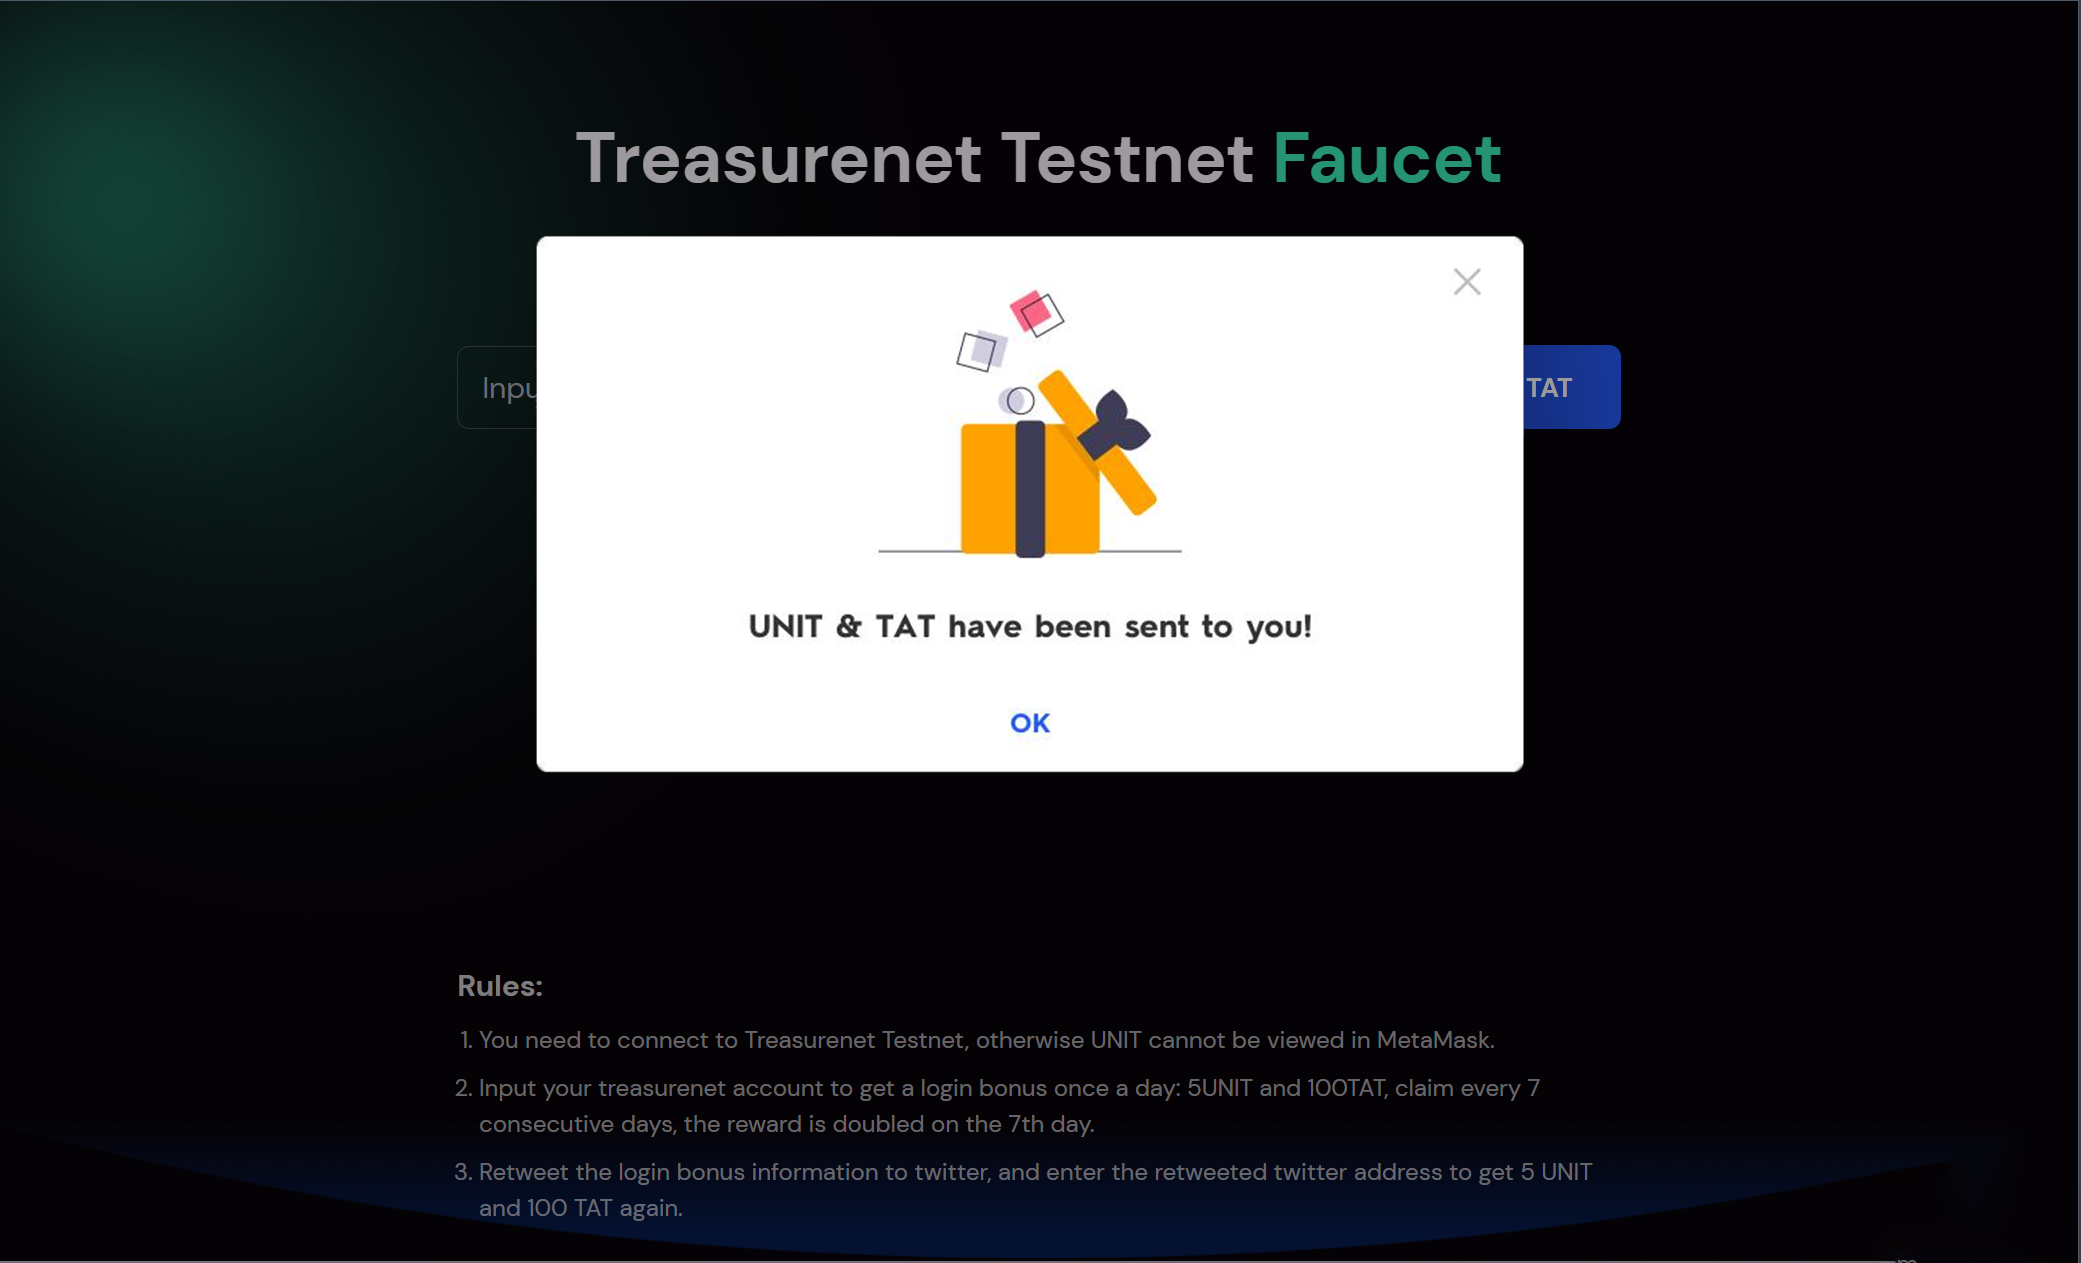 Treasurenet Testnet Faucet
Inpu
TAT
UNIT & TAT have been sent to you!
OK
Rules:
1. You need to connect to Treasurenet Testnet, otherwise UNIT cannot be viewed in MetaMask.
2. Input your treasurenet account to get a login bonus once a day: 5UNIT and 100TAT, claim every 7
consecutive days, the reward is doubled on the 7th day.
3. Retweet the login bonus information to twitter, and enter the retweeted twitter address to get 5 UNIT
and 100 TAT again.